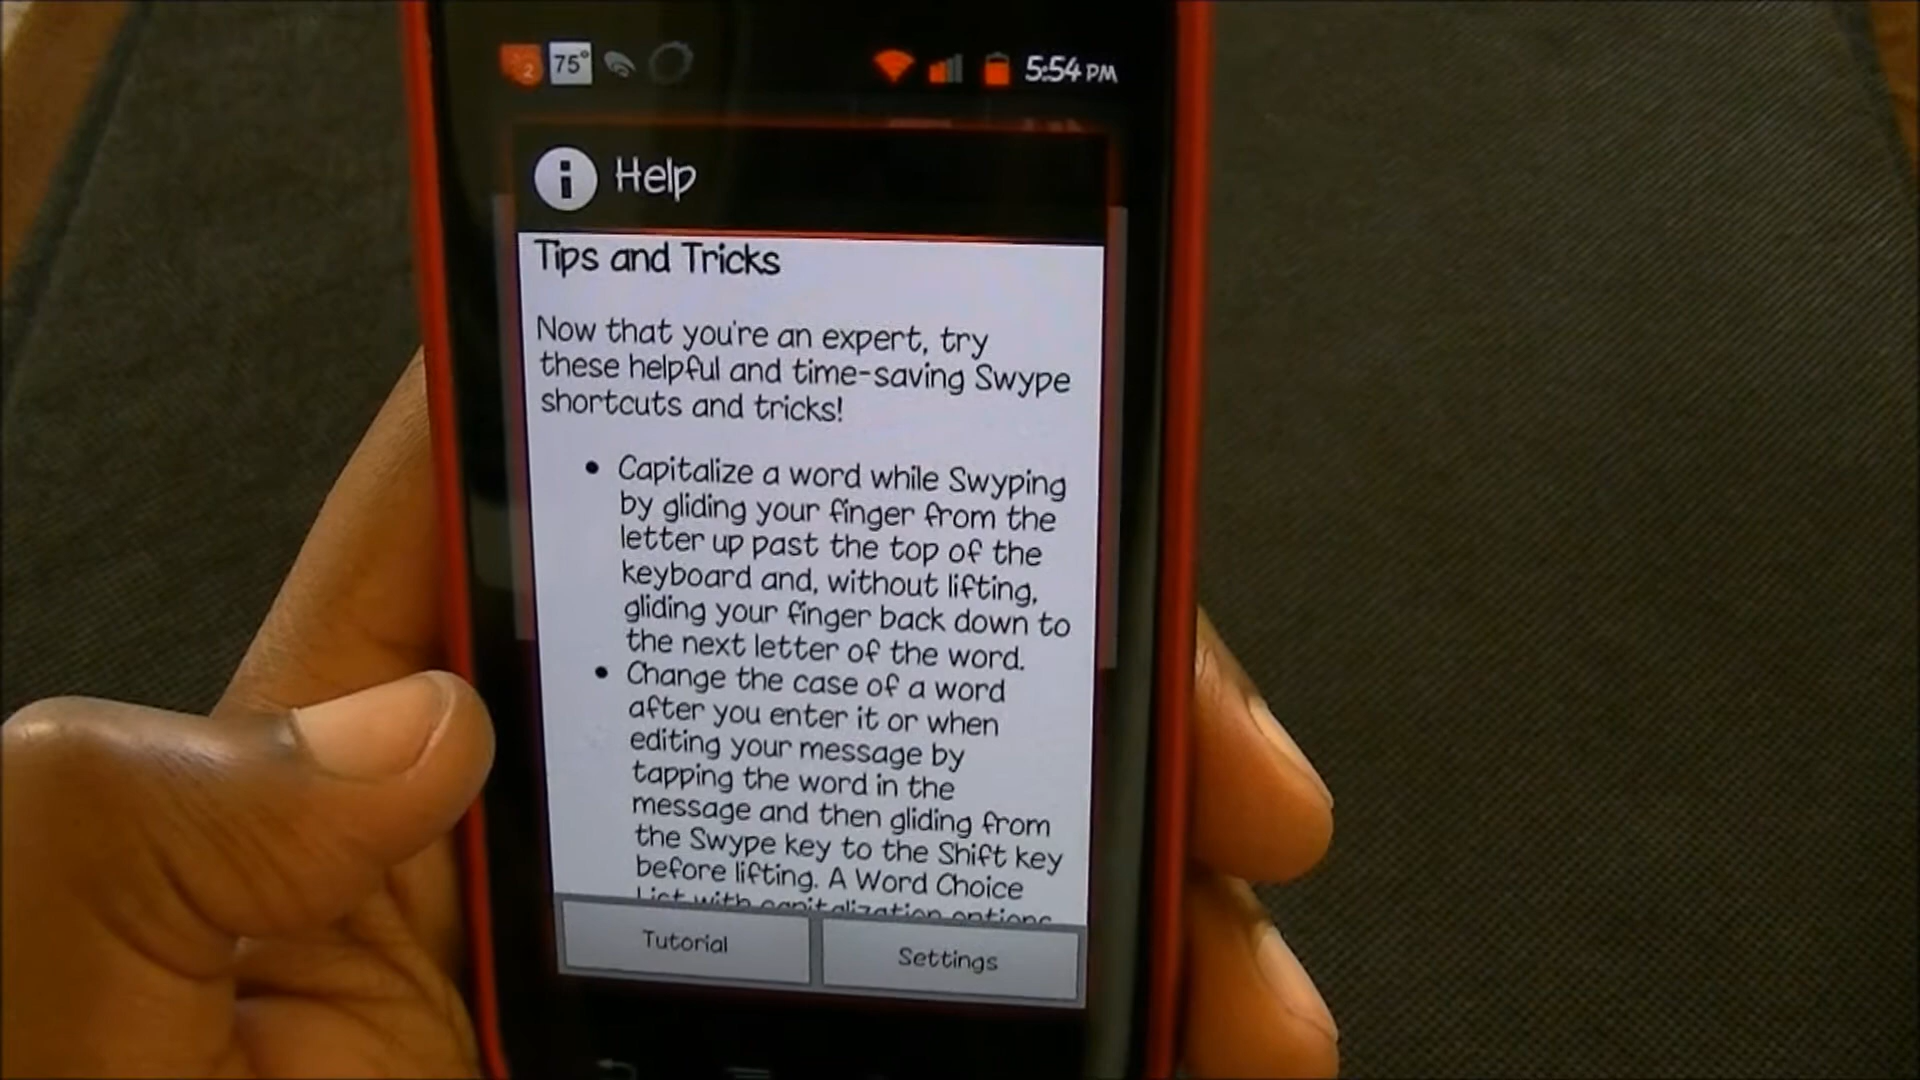 2 75° 5:54 PM
i Help
Tips and Tricks
Now that you're an expert, try
these helpful and time-saving Swype
shortcuts and tricks!
• Capitalize a word while Swyping
by gliding your finger from the
letter up past the top of the
keyboard and, without lifting,
gliding your finger back down to
the next letter of the word.
• Change the case of a word
after you enter it or when
editing your message by
tapping the word in the
message and then gliding from
the Swype key to the Shift key
before lifting. A Word Choice
List with capitalization options
Tutorial Settings